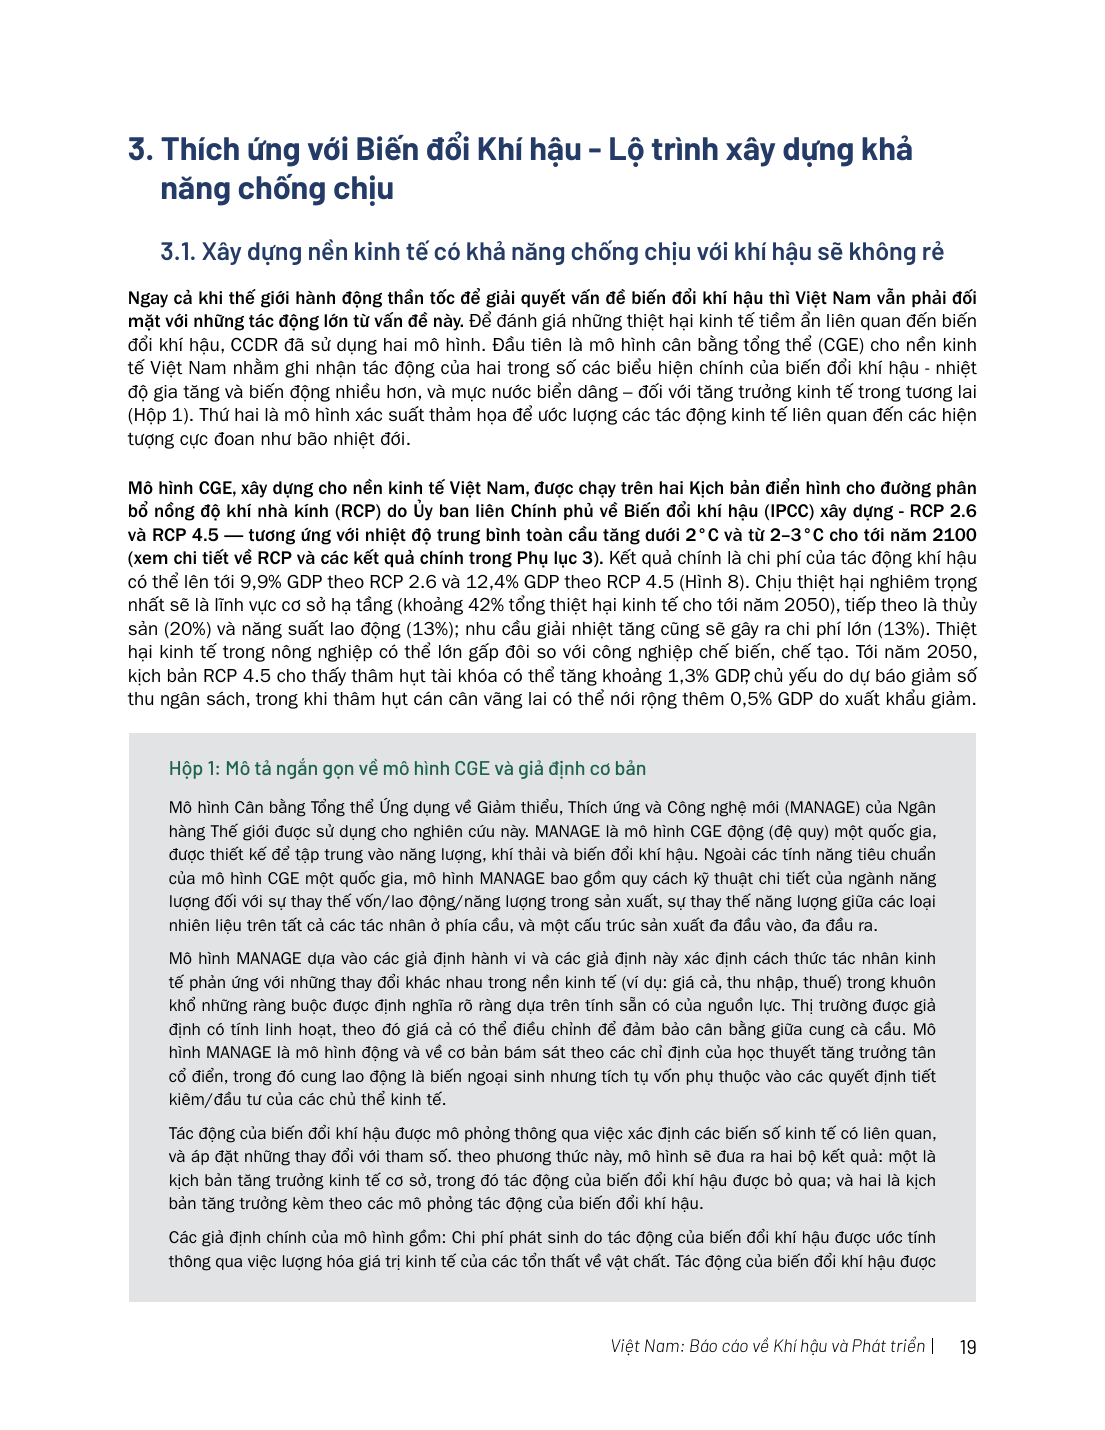 3. Thích ứng với Biến đổi Khí hậu - Lộ trình xây dựng khả
năng chống chịu
3.1. Xây dựng nền kinh tế có khả năng chống chịu với khí hậu sẽ không rẻ
Ngay cả khi thế giới hành động thần tốc để giải quyết vấn đề biến đổi khí hậu thì Việt Nam vẫn phải đối
mặt với những tác động lớn từ vấn đề này. Để đánh giá những thiệt hại kinh tế tiềm ẩn liên quan đến biến
đổi khí hậu, CCDR đã sử dụng hai mô hình. Đầu tiên là mô hình cân bằng tổng thể (CGE) cho nền kinh
tế Việt Nam nhằm ghi nhận tác động của hai trong số các biểu hiện chính của biến đổi khí hậu - nhiệt
độ gia tăng và biến động nhiều hơn, và mực nước biển dâng – đối với tăng trưởng kinh tế trong tương lai
(Hộp 1). Thứ hai là mô hình xác suất thảm họa để ước lượng các tác động kinh tế liên quan đến các hiện
tượng cực đoan như bão nhiệt đới.
Mô hình CGE, xây dựng cho nền kinh tế Việt Nam, được chạy trên hai Kịch bản điển hình cho đường phân
bổ nồng độ khí nhà kính (RCP) do Ủy ban liên Chính phủ về Biến đổi khí hậu (IPCC) xây dựng - RCP 2.6
và RCP 4.5 — tương ứng với nhiệt độ trung bình toàn cầu tăng dưới 2°C và từ 2–3°C cho tới năm 2100
(xem chi tiết về RCP và các kết quả chính trong Phụ lục 3). Kết quả chính là chi phí của tác động khí hậu
có thể lên tới 9,9% GDP theo RCP 2.6 và 12,4% GDP theo RCP 4.5 (Hình 8). Chịu thiệt hại nghiêm trọng
nhất sẽ là lĩnh vực cơ sở hạ tầng (khoảng 42% tổng thiệt hại kinh tế cho tới năm 2050), tiếp theo là thủy
sản (20%) và năng suất lao động (13%); nhu cầu giải nhiệt tăng cũng sẽ gây ra chi phí lớn (13%). Thiệt
hại kinh tế trong nông nghiệp có thể lớn gấp đôi so với công nghiệp chế biến, chế tạo. Tới năm 2050,
kịch bản RCP 4.5 cho thấy thâm hụt tài khóa có thể tăng khoảng 1,3% GDP, chủ yếu do dự báo giảm số
thu ngân sách, trong khi thâm hụt cán cân vãng lai có thể nới rộng thêm 0,5% GDP do xuất khẩu giảm.
Hộp 1: Mô tả ngắn gọn về mô hình CGE và giả định cơ bản
Mô hình Cân bằng Tổng thể Ứng dụng về Giảm thiểu, Thích ứng và Công nghệ mới (MANAGE) của Ngân
hàng Thế giới được sử dụng cho nghiên cứu này. MANAGE là mô hình CGE động (đệ quy) một quốc gia,
được thiết kế để tập trung vào năng lượng, khí thải và biến đổi khí hậu. Ngoài các tính năng tiêu chuẩn
của mô hình CGE một quốc gia, mô hình MANAGE bao gồm quy cách kỹ thuật chi tiết của ngành năng
lượng đối với sự thay thế vốn/lao động/năng lượng trong sản xuất, sự thay thế năng lượng giữa các loại
nhiên liệu trên tất cả các tác nhân ở phía cầu, và một cấu trúc sản xuất đa đầu vào, đa đầu ra.
Mô hình MANAGE dựa vào các giả định hành vi và các giả định này xác định cách thức tác nhân kinh
tế phản ứng với những thay đổi khác nhau trong nền kinh tế (ví dụ: giá cả, thu nhập, thuế) trong khuôn
khổ những ràng buộc được định nghĩa rõ ràng dựa trên tính sẵn có của nguồn lực. Thị trường được giả
định có tính linh hoạt, theo đó giá cả có thể điều chỉnh để đảm bảo cân bằng giữa cung cà cầu. Mô
hình MANAGE là mô hình động và về cơ bản bám sát theo các chỉ định của học thuyết tăng trưởng tân
cổ điển, trong đó cung lao động là biến ngoại sinh nhưng tích tụ vốn phụ thuộc vào các quyết định tiết
kiêm/đầu tư của các chủ thể kinh tế.
Tác động của biến đổi khí hậu được mô phỏng thông qua việc xác định các biến số kinh tế có liên quan,
và áp đặt những thay đổi với tham số. theo phương thức này, mô hình sẽ đưa ra hai bộ kết quả: một là
kịch bản tăng trưởng kinh tế cơ sở, trong đó tác động của biến đổi khí hậu được bỏ qua; và hai là kịch
bản tăng trưởng kèm theo các mô phỏng tác động của biến đổi khí hậu.
Các giả định chính của mô hình gồm: Chi phí phát sinh do tác động của biến đổi khí hậu được ước tính
thông qua việc lượng hóa giá trị kinh tế của các tổn thất về vật chất. Tác động của biến đổi khí hậu được
Việt Nam: Báo cáo về Khí hậu và Phát triển | 19